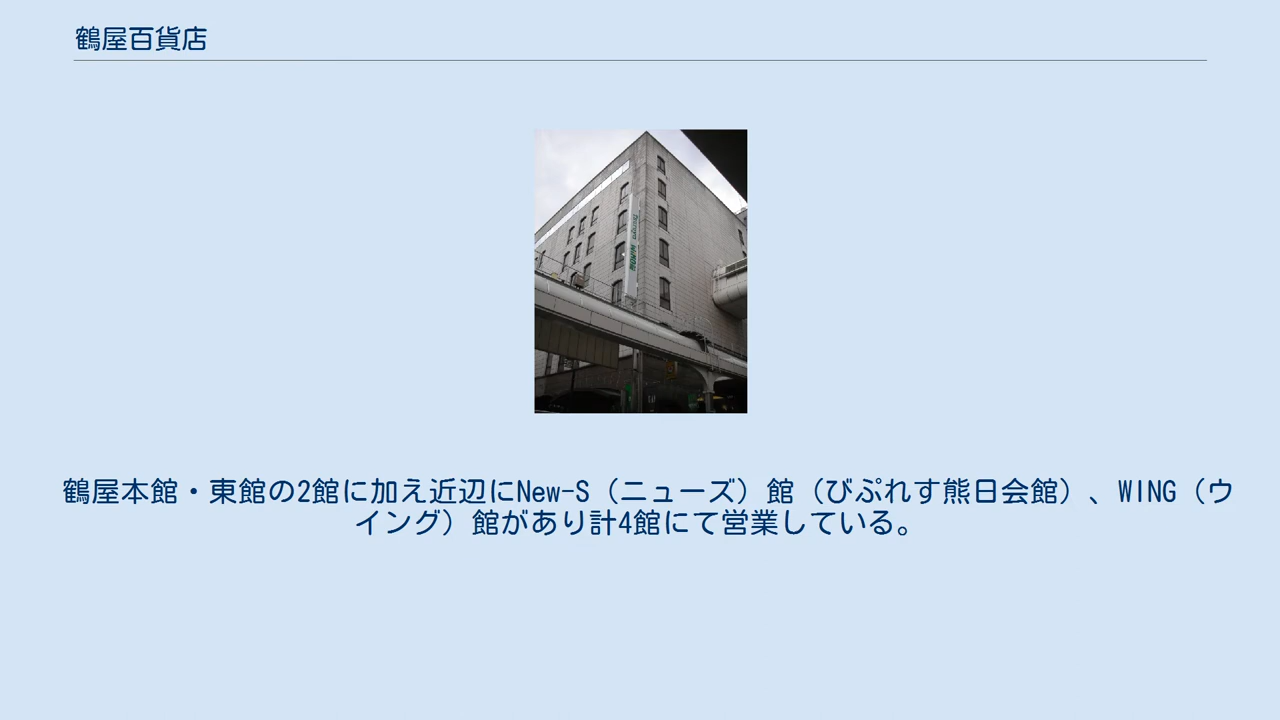 鶴屋百貨店
鶴屋本館・東館の2館に加え近辺にNew-S（ニューズ）館（びぷれす熊日会館）、WING（ウ
イング）館があり計4館にて営業している。